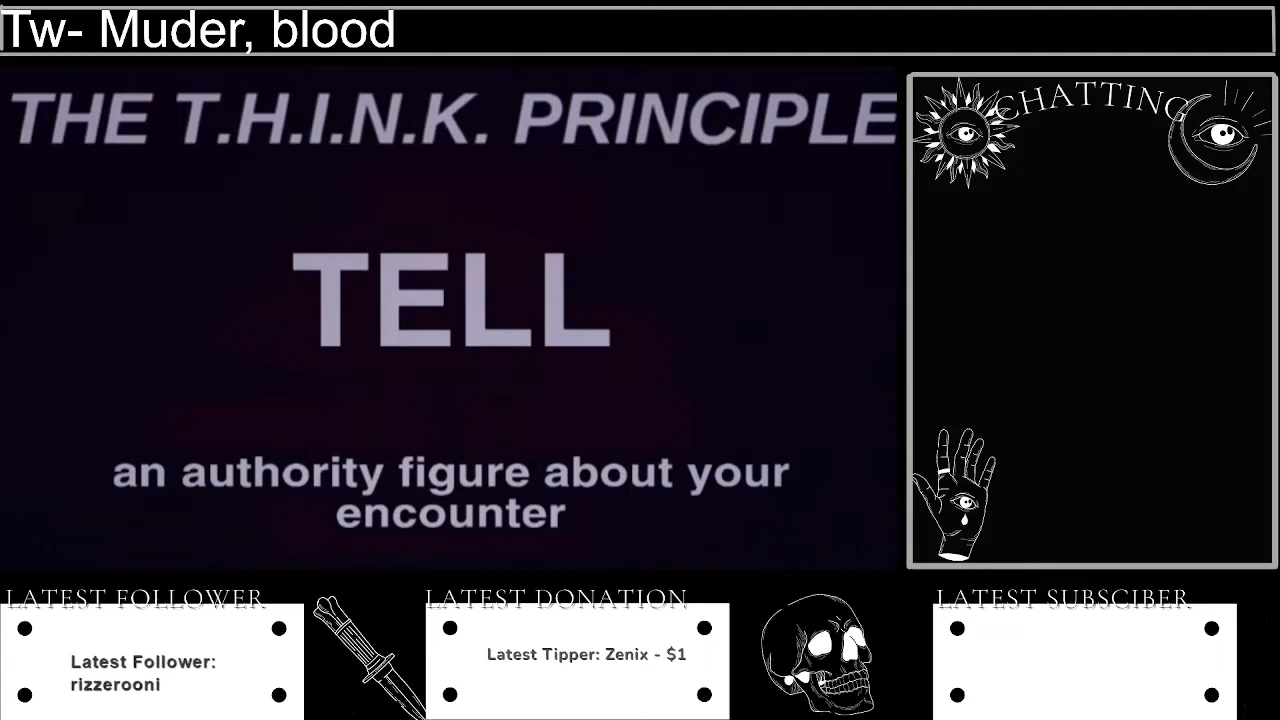 Tw- Muder, blood
THE T.H.I.N.K. PRINCIPLE
CHATTING
TELL
an authority figure about your
encounter
LATEST FOLLOWER
LATEST DONATION
LATEST SUBSCIBER
Latest Follower:
rizzerooni
Latest Tipper: Zenix - $1